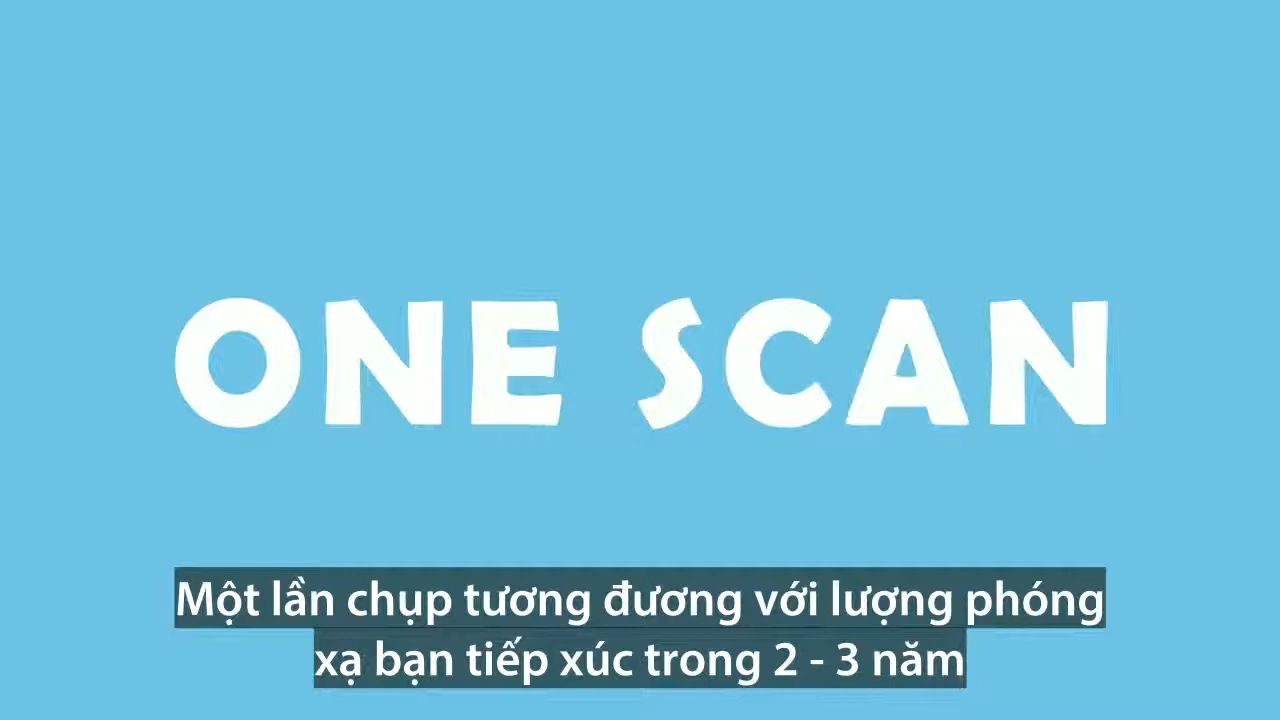 ONE SCAN
Một lần chụp tương đương với lượng phóng
xạ bạn tiếp xúc trong 2 - 3 năm